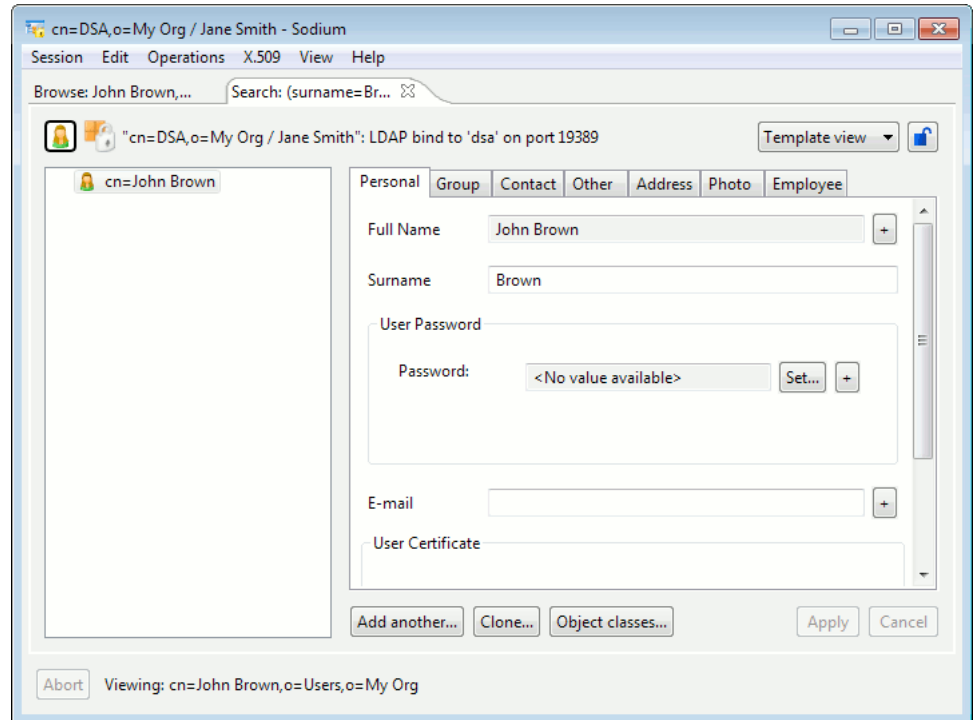 cn=DSA,o=My Org / Jane Smith - Sodium
Session Edit Operations X.509 View Help
Browse: John Brown,... Search: (surname=Br...
"cn=DSA,o=My Org / Jane Smith": LDAP bind to 'dsa' on port 19389 Template view
cn=John Brown
Personal Group Contact Other Address Photo Employee
Full Name John Brown +
Surname Brown
User Password
Password: <No value available> Set... +
E-mail +
User Certificate
Add another... Clone... Object classes... Apply Cancel
Abort Viewing: cn=John Brown,o=Users,o=My Org